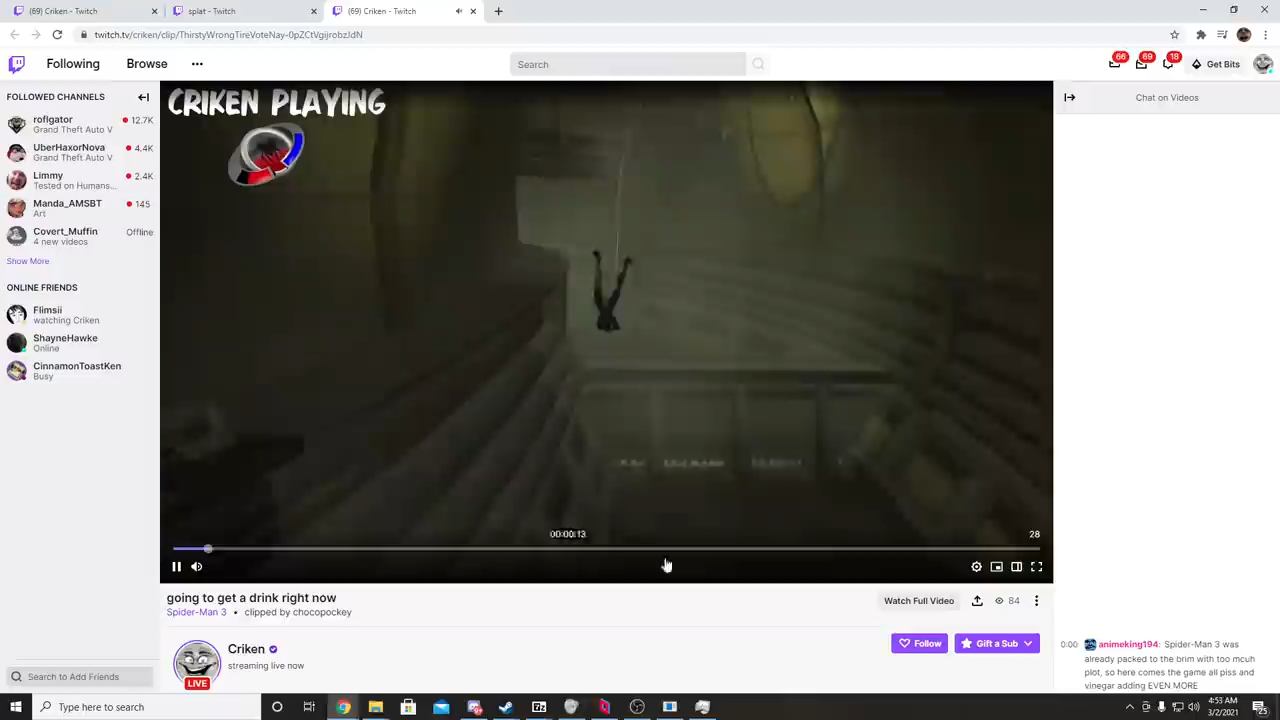 (69) Criken - Twitch
splat - Twitch
(69) Criken - Twitch
twitch.tv/criken/clip/ThirstyWrongTireVoteNay-0pZCtVgijrobzJdN
Following
Browse
Search
66
69
18
Get Bits
FOLLOWED CHANNELS
roflgator
Grand Theft Auto V
12.7K
UberHaxorNova
Grand Theft Auto V
4.4K
Limmy
Tested on Humans...
2.4K
Manda_AMSBT
Art
145
Covert_Muffin
4 new videos
Offline
Show More
ONLINE FRIENDS
Flimsii
watching Criken
ShayneHawke
Online
CinnamonToastKen
Busy
Search to Add Friends
CRIKEN PLAYING
00:00:13
28
going to get a drink right now
Spider-Man 3 • clipped by chocopockey
Watch Full Video
84
Criken
streaming live now
LIVE
Follow
Gift a Sub
Chat on Videos
0:00 animeking194: Spider-Man 3 was
already packed to the brim with too mcuh
plot, so here comes the game all piss and
vinegar adding EVEN MORE
Type here to search
4:53 AM
3/2/2021
25